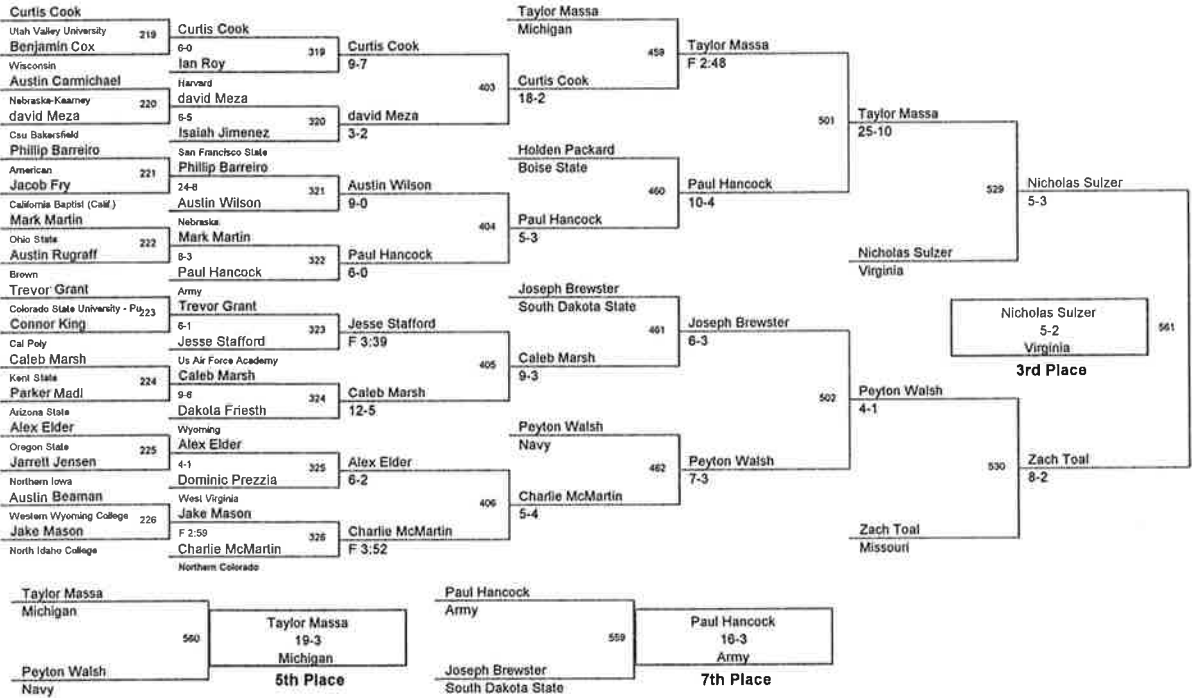 Curtis Cook
Utah Valley University
219
Benjamin Cox
Wisconsin
Austin Carmichael
Nebraska-Kearney
220
david Meza
Csu Bakersfield
Phillip Barreiro
American
221
Jacob Fry
California Baptist (Calif.)
Mark Martin
Ohio State
222
Austin Rugraff
Brown
Trevor Grant
Colorado State University - Pu
223
Connor King
Cal Poly
Caleb Marsh
Kent State
224
Parker Madl
Arizona State
Alex Elder
Oregon State
225
Jarrett Jensen
Northern Iowa
Austin Beaman
Western Wyoming College
226
Jake Mason
North Idaho College
Curtis Cook
6-0
319
Ian Roy
Harvard
david Meza
6-5
320
Isaiah Jimenez
San Francisco State
Phillip Barreiro
24-8
321
Austin Wilson
Nebraska
Mark Martin
8-3
322
Paul Hancock
Army
Trevor Grant
6-1
323
Jesse Stafford
Us Air Force Academy
Caleb Marsh
9-6
324
Dakota Friesth
Wyoming
Alex Elder
4-1
325
Dominic Prezzia
West Virginia
Jake Mason
F 2:59
326
Charlie McMartin
Northern Colorado
Curtis Cook
9-7
403
david Meza
3-2
Austin Wilson
9-0
404
Paul Hancock
6-0
Jesse Stafford
F 3:39
405
Caleb Marsh
12-5
Alex Elder
6-2
406
Charlie McMartin
F 3:52
Taylor Massa
Michigan
459
Curtis Cook
18-2
Holden Packard
Boise State
460
Paul Hancock
5-3
Joseph Brewster
South Dakota State
461
Caleb Marsh
9-3
Peyton Walsh
Navy
462
Charlie McMartin
5-4
Taylor Massa
F 2:48
501
Paul Hancock
10-4
Joseph Brewster
6-3
502
Peyton Walsh
7-3
Taylor Massa
25-10
529
Nicholas Sulzer
Virginia
Peyton Walsh
4-1
530
Zach Toal
Missouri
Nicholas Sulzer
5-3
561
Zach Toal
8-2
Nicholas Sulzer
5-2
Virginia
3rd Place
Taylor Massa
Michigan
560
Peyton Walsh
Navy
Taylor Massa
19-3
Michigan
5th Place
Paul Hancock
Army
559
Joseph Brewster
South Dakota State
Paul Hancock
16-3
Army
7th Place